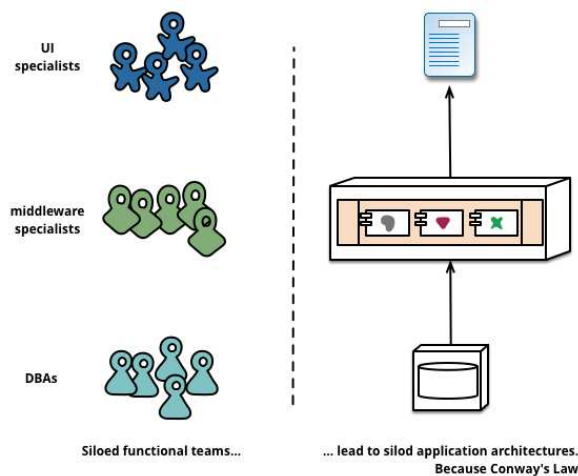 UI
specialists
middleware
specialists
DBAs
Siloed functional teams...
... lead to silod application architectures.
Because Conway's Law